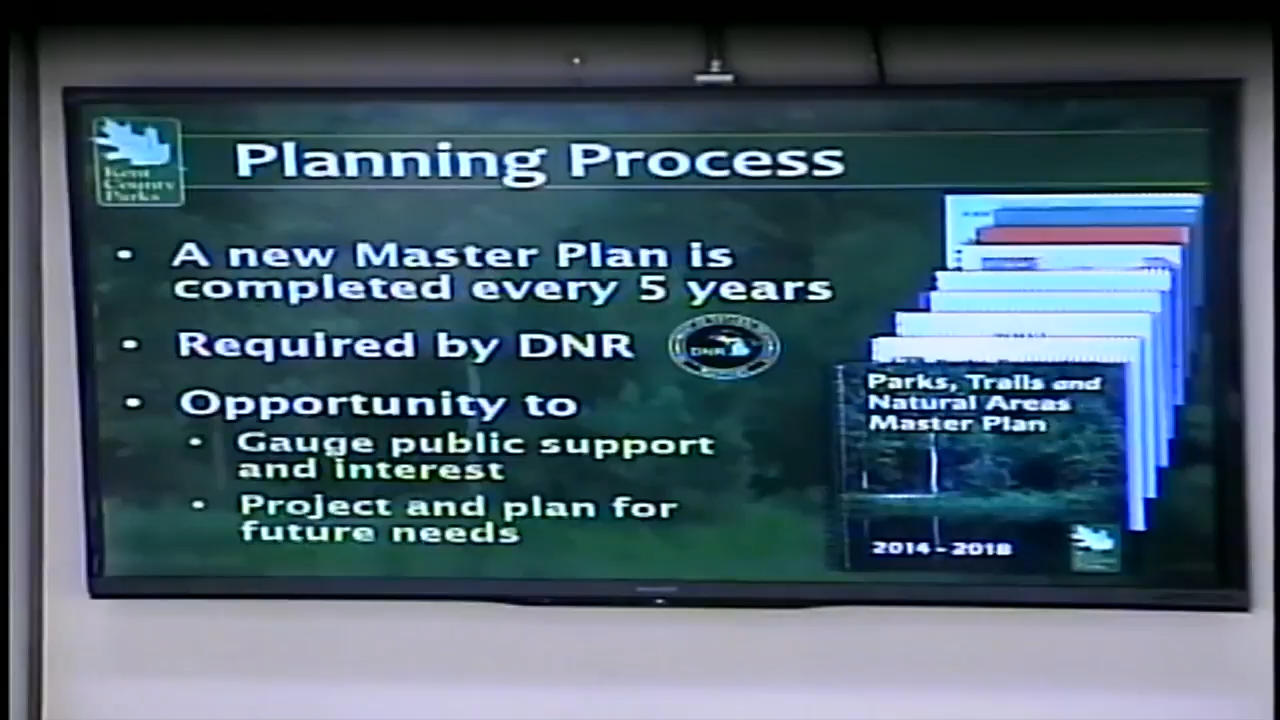 Kent
County
Parks
Planning Process
• A new Master Plan is
completed every 5 years
• Required by DNR
DNR
• Opportunity to
• Gauge public support
and interest
• Project and plan for
future needs
Parks, Trails and
Natural Areas
Master Plan
2014 - 2018